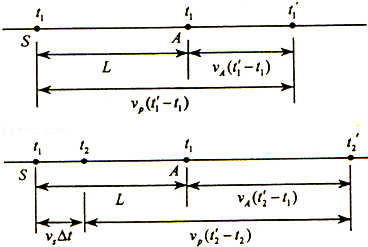 t₁ t₁ t₁′
S A
L v_A(t₁′−t₁)
v_p(t₁′−t₁)
t₁ t₂ t₁ t₂′
S A
L v_A(t₂′−t₁)
v_sΔt v_p(t₂′−t₂)